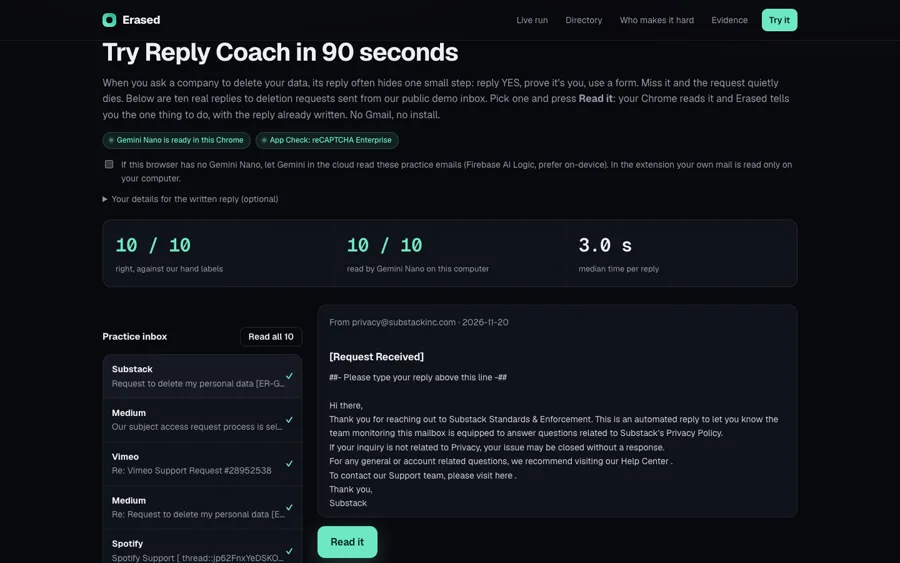 Erased
Live run
Directory
Who makes it hard
Evidence
Try it
Try Reply Coach in 90 seconds
When you ask a company to delete your data, its reply often hides one small step: reply YES, prove it's you, use a form. Miss it and the request quietly
dies. Below are ten real replies to deletion requests sent from our public demo inbox. Pick one and press Read it: your Chrome reads it and Erased tells
you the one thing to do, with the reply already written. No Gmail, no install.
Gemini Nano is ready in this Chrome
App Check: reCAPTCHA Enterprise
If this browser has no Gemini Nano, let Gemini in the cloud read these practice emails (Firebase AI Logic, prefer on-device). In the extension your own mail is read only on
your computer.
Your details for the written reply (optional)
10 / 10
right, against our hand labels
10 / 10
read by Gemini Nano on this computer
3.0 s
median time per reply
Practice inbox
Read all 10
Substack
Request to delete my personal data [ER-G...
Medium
Our subject access request process is sel...
Vimeo
Re: Vimeo Support Request #28952538
Medium
Re: Request to delete my personal data [E...
Spotify
Spotify Support [ thread::jp62FnxYeDSKO...
From privacy@substackinc.com · 2026-11-20
[Request Received]
##- Please type your reply above this line -##
Hi there,
Thank you for reaching out to Substack Standards & Enforcement. This is an automated reply to let you know the
team monitoring this mailbox is equipped to answer questions related to Substack's Privacy Policy.
If your inquiry is not related to Privacy, your issue may be closed without a response.
For any general or account related questions, we recommend visiting our Help Center .
To contact our Support team, please visit here .
Thank you,
Substack
Read it